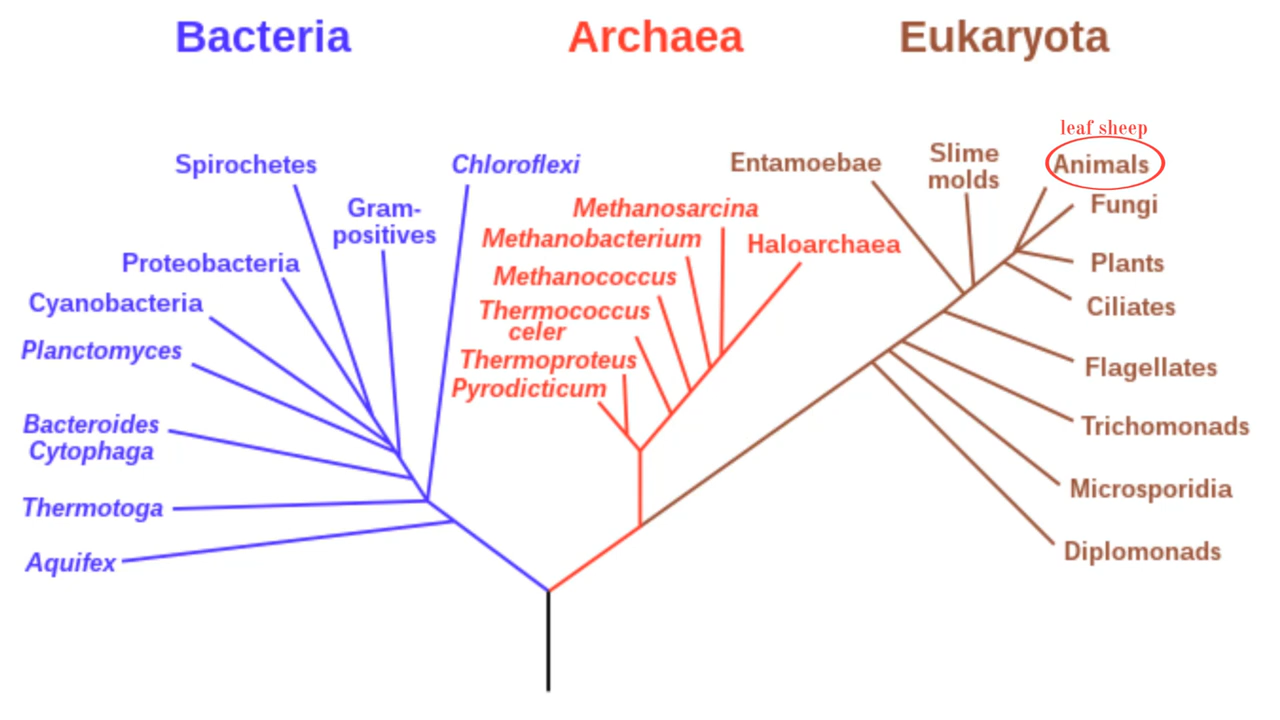 Bacteria
Archaea
Eukaryota
Spirochetes
Gram-
positives
Chloroflexi
Proteobacteria
Cyanobacteria
Planctomyces
Bacteroides
Cytophaga
Thermotoga
Aquifex
Methanosarcina
Methanobacterium
Haloarchaea
Methanococcus
Thermococcus
celer
Thermoproteus
Pyrodicticum
Entamoebae
Slime
molds
leaf sheep
Animals
Fungi
Plants
Ciliates
Flagellates
Trichomonads
Microsporidia
Diplomonads